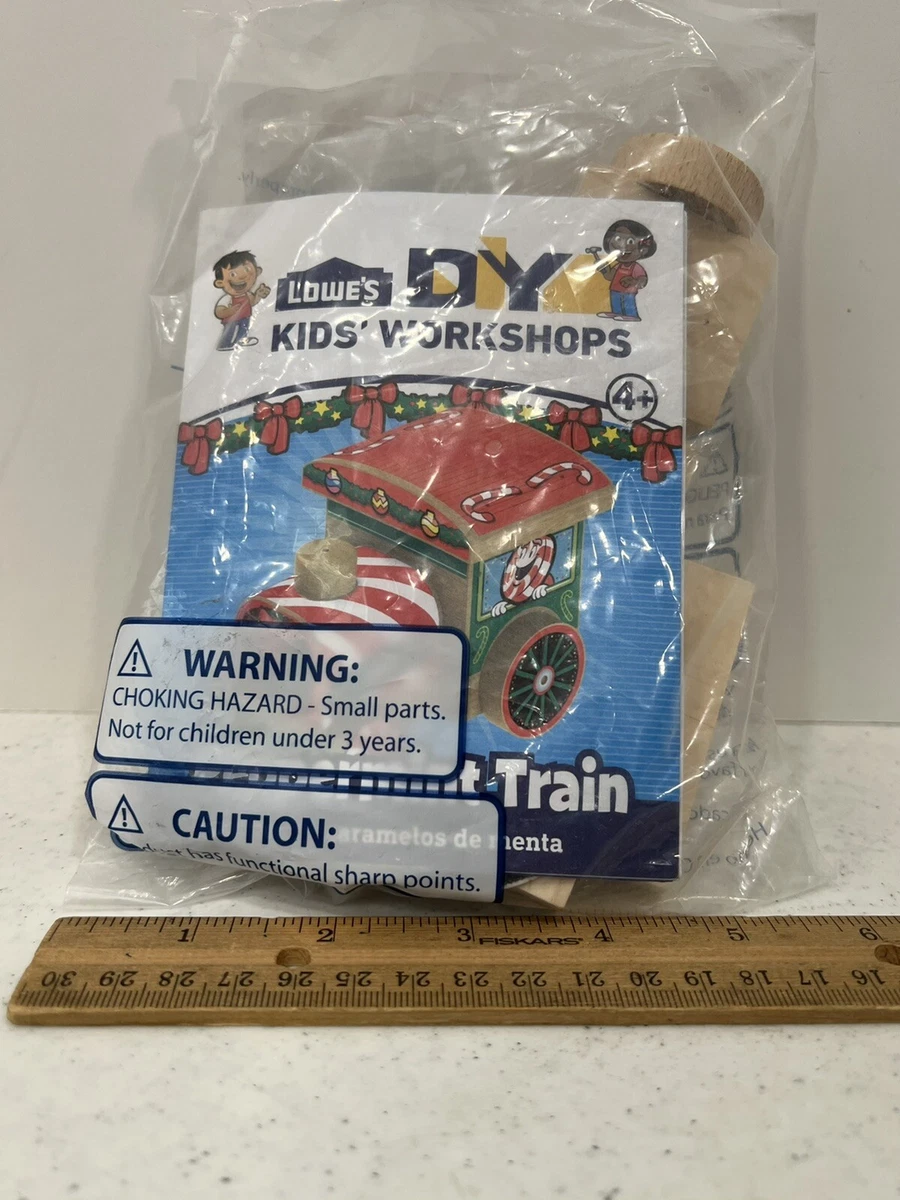 LOWE'S DIY
KIDS' WORKSHOPS
4+
WARNING:
CHOKING HAZARD - Small parts.
Not for children under 3 years.
Train
CAUTION:
has functional sharp points.
de menta
1 2 3 FISKARS 4 5 6
30 29 28 27 26 25 24 23 22 21 20 19 18 17 16